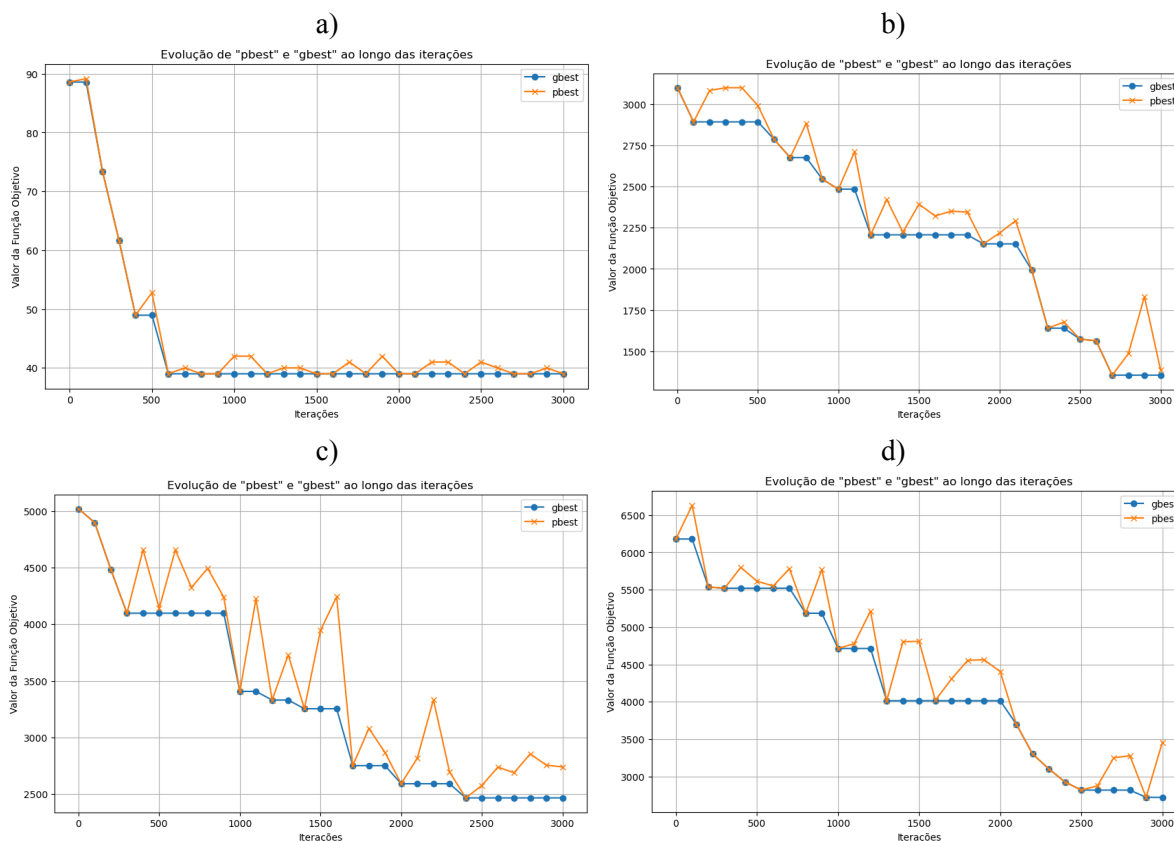 a)
Evolução de "pbest" e "gbest" ao longo das iterações
gbest
pbest
Valor da Função Objetivo
90
80
70
60
50
40
0
500
1000
1500
2000
2500
3000
Iterações
b)
Evolução de "pbest" e "gbest" ao longo das iterações
gbest
pbest
Valor da Função Objetivo
3000
2750
2500
2250
2000
1750
1500
0
500
1000
1500
2000
2500
3000
Iterações
c)
Evolução de "pbest" e "gbest" ao longo das iterações
gbest
pbest
Valor da Função Objetivo
5000
4500
4000
3500
3000
2500
0
500
1000
1500
2000
2500
3000
Iterações
d)
Evolução de "pbest" e "gbest" ao longo das iterações
gbest
pbest
Valor da Função Objetivo
6500
6000
5500
5000
4500
4000
3500
3000
0
500
1000
1500
2000
2500
3000
Iterações